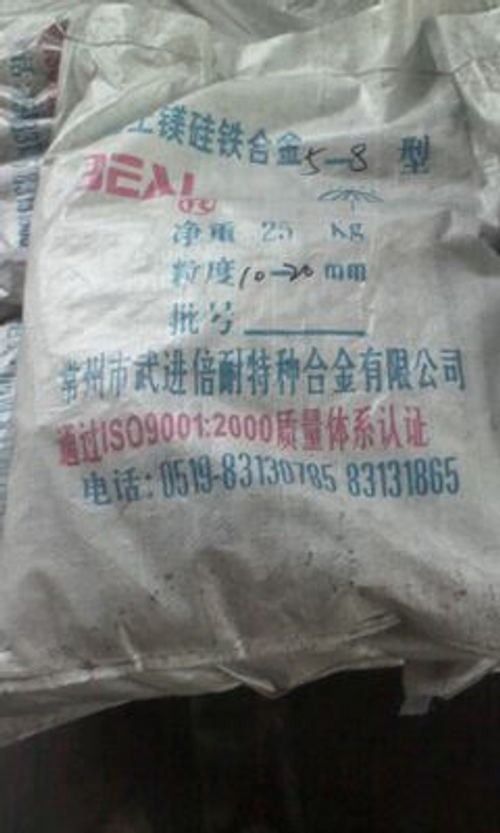 土镁硅铁合金5-8 型
BEAL
净重 25 Kg
粒度10-20mm
批号
常州市武进倍耐特种合金有限公司
通过ISO9001:2000质量体系认证
电话: 0519-83130785 83131865